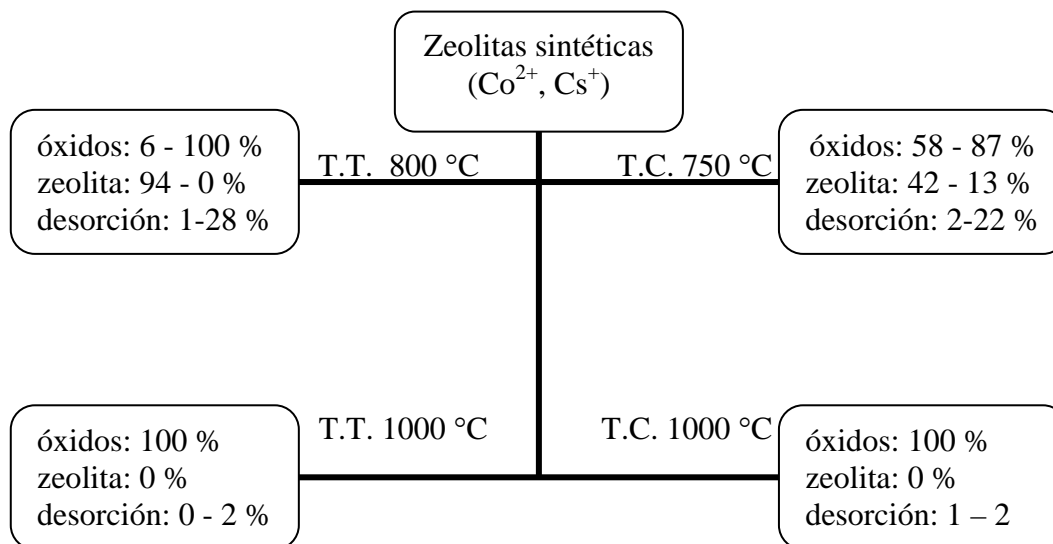 Zeolitas sintéticas
(Co²⁺, Cs⁺)
óxidos: 6 - 100 %
zeolita: 94 - 0 %
desorción: 1-28 %
T.T. 800 °C
T.C. 750 °C
óxidos: 58 - 87 %
zeolita: 42 - 13 %
desorción: 2-22 %
óxidos: 100 %
zeolita: 0 %
desorción: 0 - 2 %
T.T. 1000 °C
T.C. 1000 °C
óxidos: 100 %
zeolita: 0 %
desorción: 1 – 2